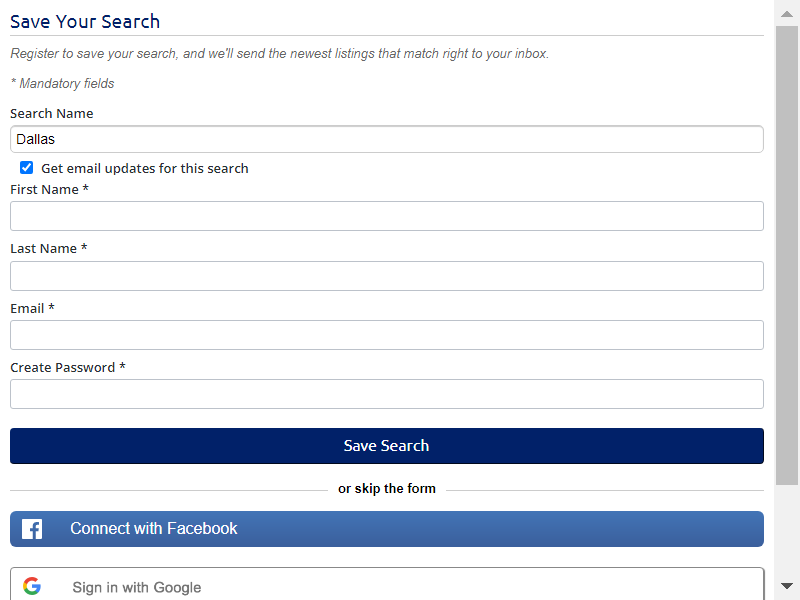 Save Your Search
Register to save your search, and we'll send the newest listings that match right to your inbox.
* Mandatory fields
Search Name
Dallas
Get email updates for this search
First Name *
Last Name *
Email *
Create Password *
Save Search
or skip the form
Connect with Facebook
Sign in with Google